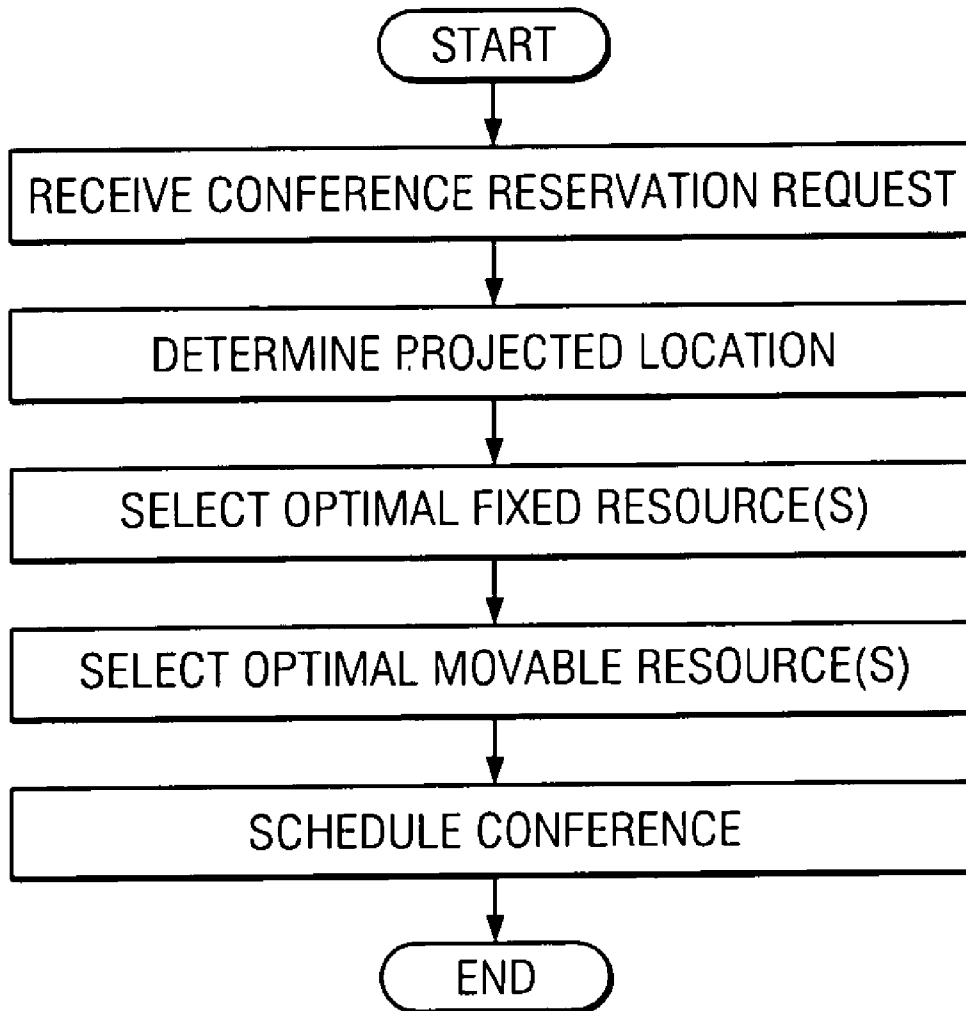 START
RECEIVE CONFERENCE RESERVATION REQUEST
DETERMINE PROJECTED LOCATION
SELECT OPTIMAL FIXED RESOURCE(S)
SELECT OPTIMAL MOVABLE RESOURCE(S)
SCHEDULE CONFERENCE
END